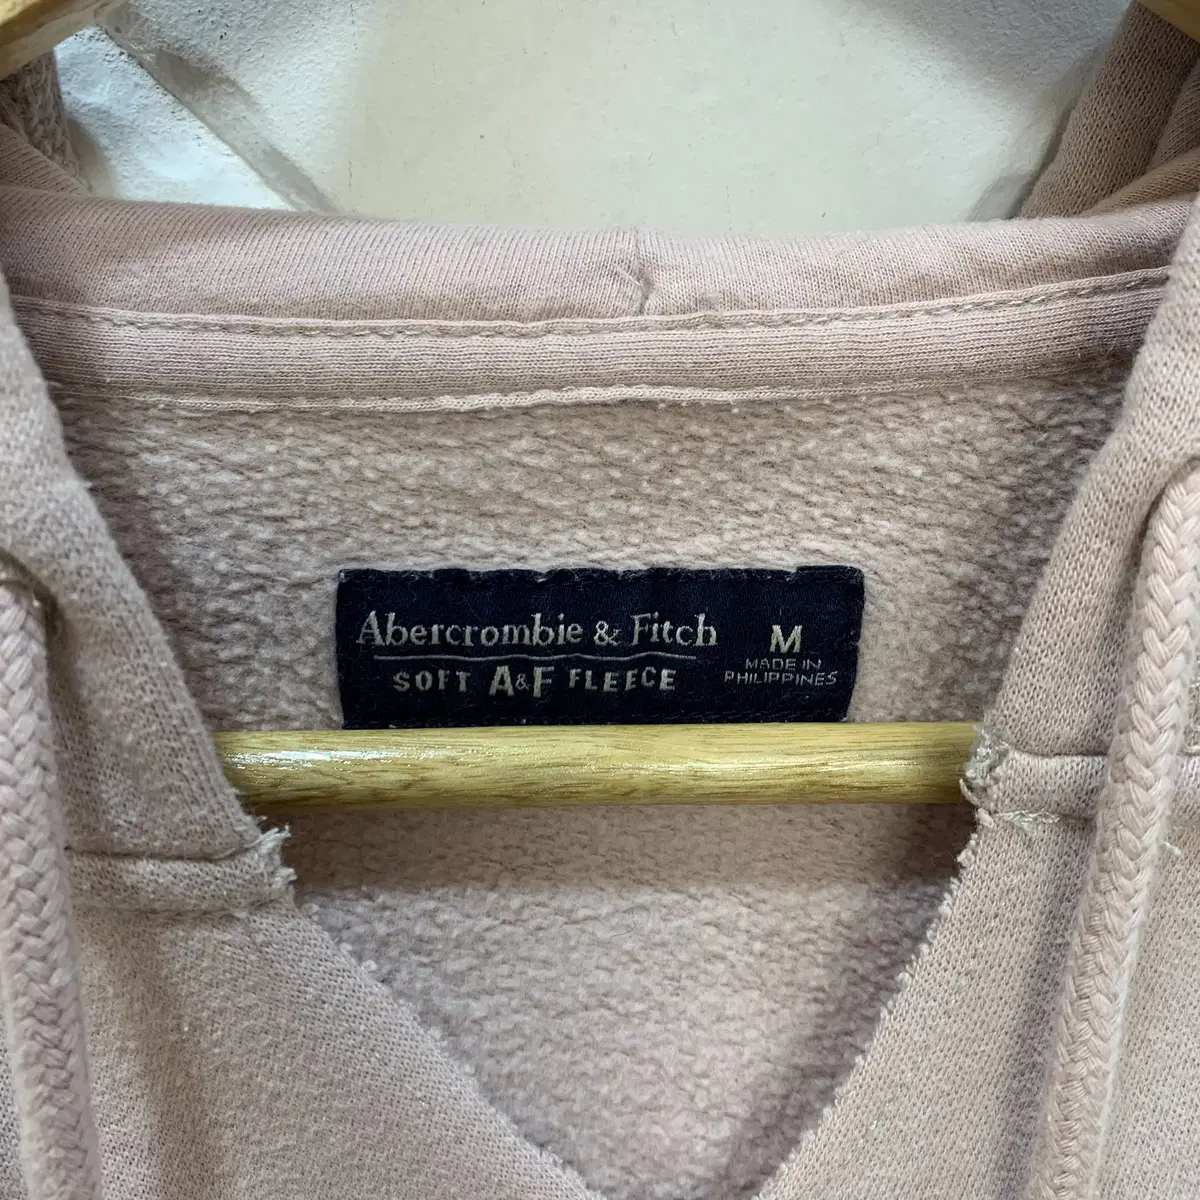 Abercrombie & Fitch
SOFT A&F FLEECE
M
MADE IN
PHILIPPINES